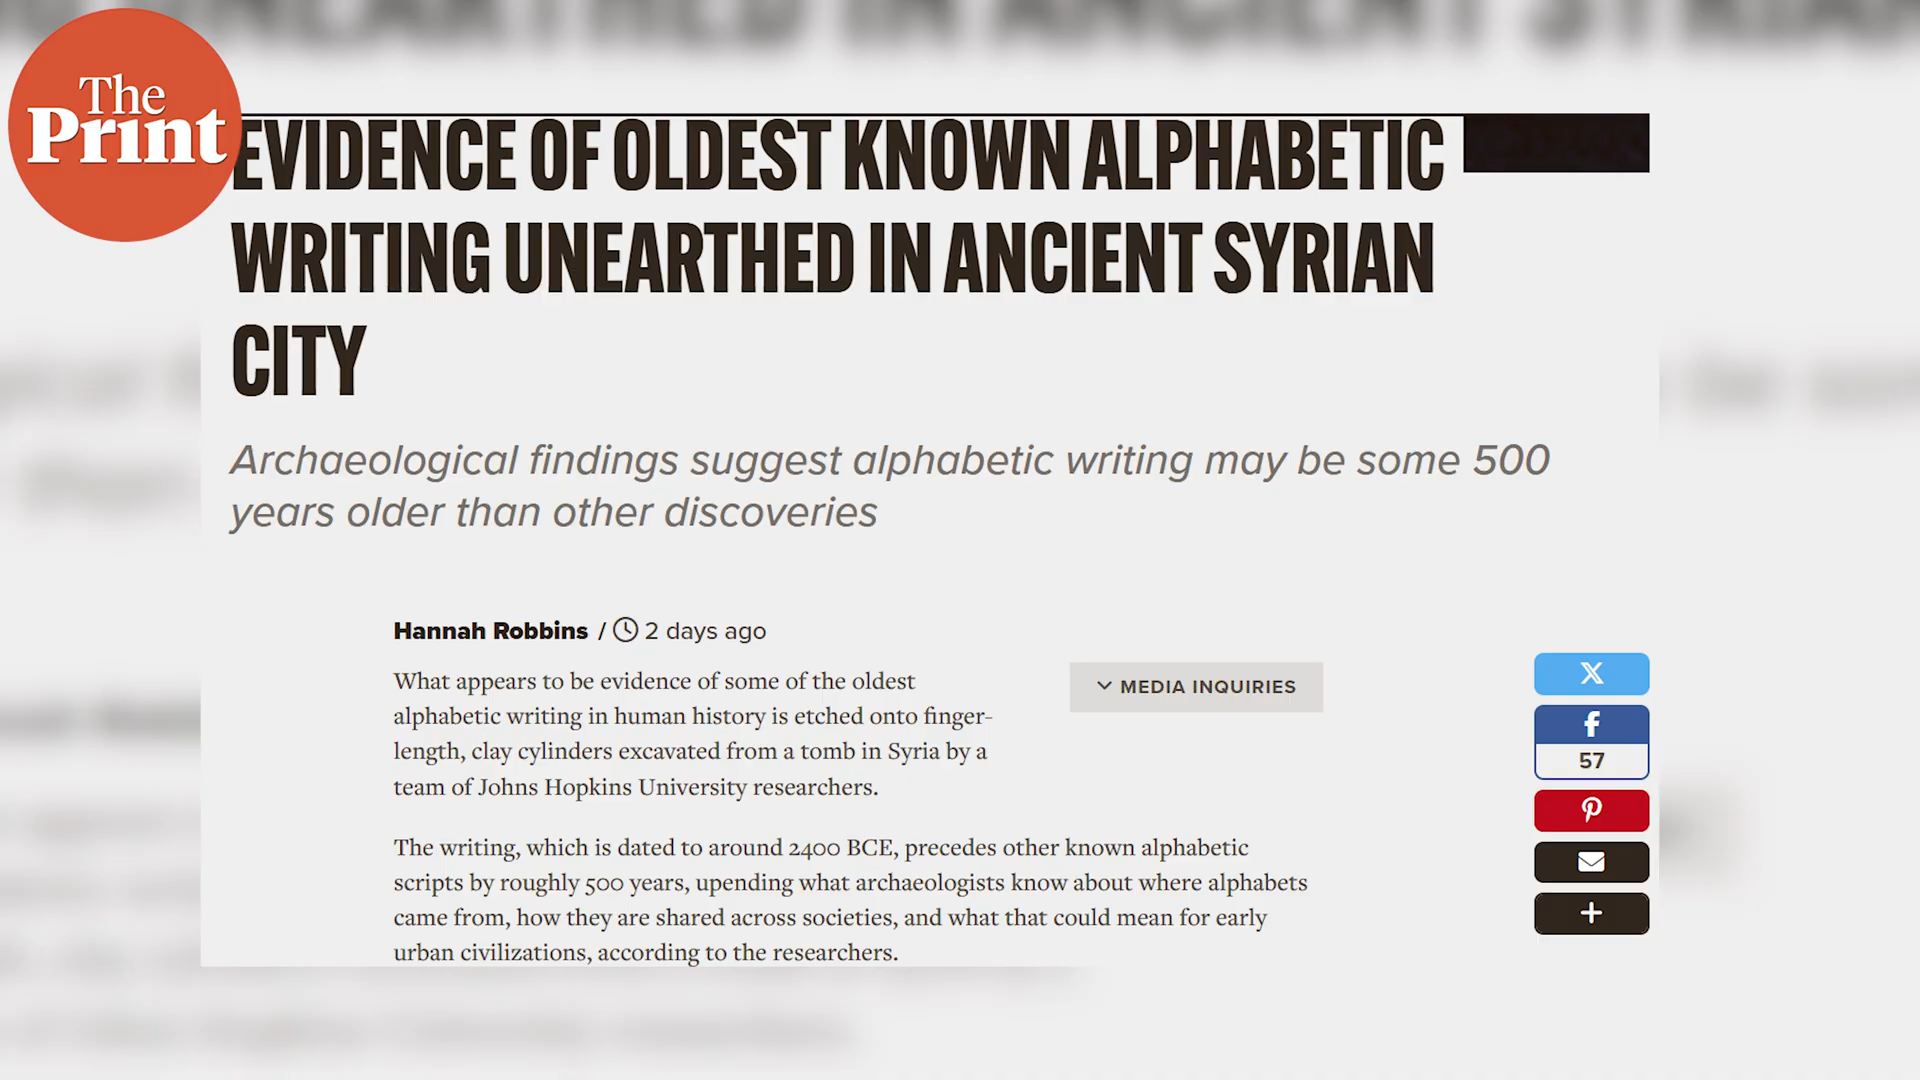 The
Print
EVIDENCE OF OLDEST KNOWN ALPHABETIC
WRITING UNEARTHED IN ANCIENT SYRIAN
CITY
Archaeological findings suggest alphabetic writing may be some 500
years older than other discoveries
Hannah Robbins / 2 days ago
What appears to be evidence of some of the oldest
alphabetic writing in human history is etched onto finger-
length, clay cylinders excavated from a tomb in Syria by a
team of Johns Hopkins University researchers.
MEDIA INQUIRIES
57
The writing, which is dated to around 2400 BCE, precedes other known alphabetic
scripts by roughly 500 years, upending what archaeologists know about where alphabets
came from, how they are shared across societies, and what that could mean for early
urban civilizations, according to the researchers.